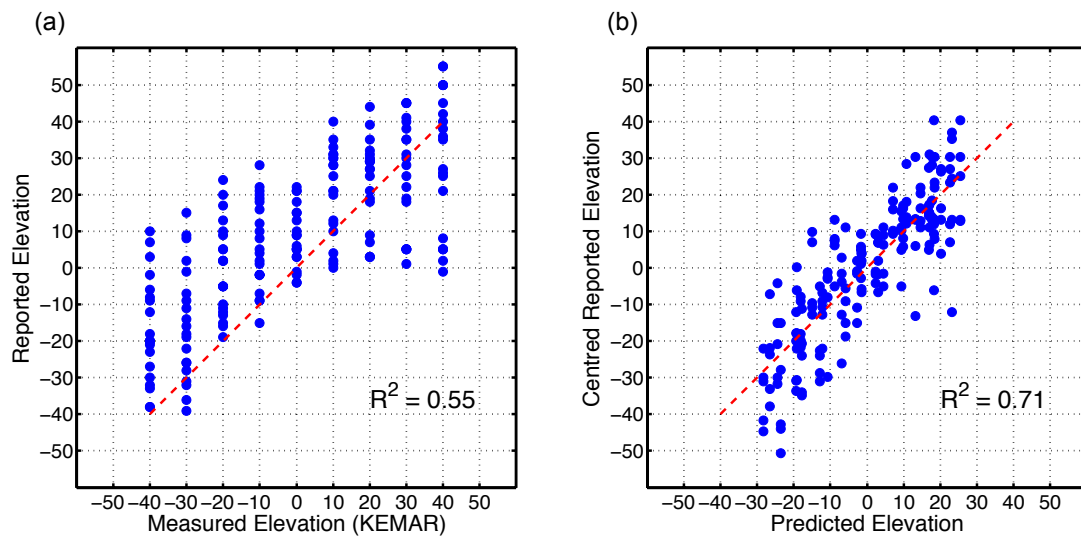 (a)
50
40
30
20
10
0
−10
−20
−30
−40
−50
Reported Elevation
R² = 0.55
−50 −40 −30 −20 −10 0 10 20 30 40 50
Measured Elevation (KEMAR)
(b)
50
40
30
20
10
0
−10
−20
−30
−40
−50
Centred Reported Elevation
R² = 0.71
−50 −40 −30 −20 −10 0 10 20 30 40 50
Predicted Elevation